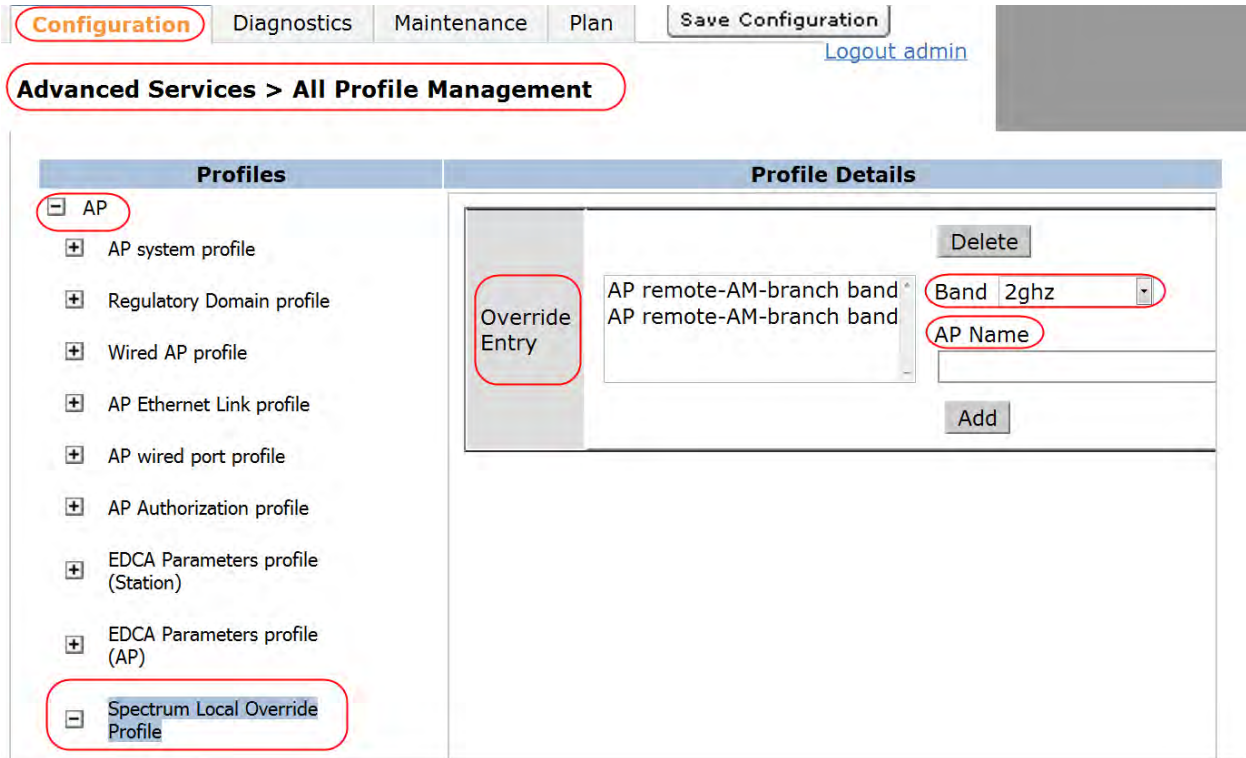 Configuration Diagnostics Maintenance Plan Save Configuration
Logout admin
Advanced Services > All Profile Management
Profiles
Profile Details
AP
AP system profile
Regulatory Domain profile
Wired AP profile
AP Ethernet Link profile
AP wired port profile
AP Authorization profile
EDCA Parameters profile
(Station)
EDCA Parameters profile
(AP)
Spectrum Local Override
Profile
Override
Entry
AP remote-AM-branch band
AP remote-AM-branch band
Delete
Band 2ghz
AP Name
Add